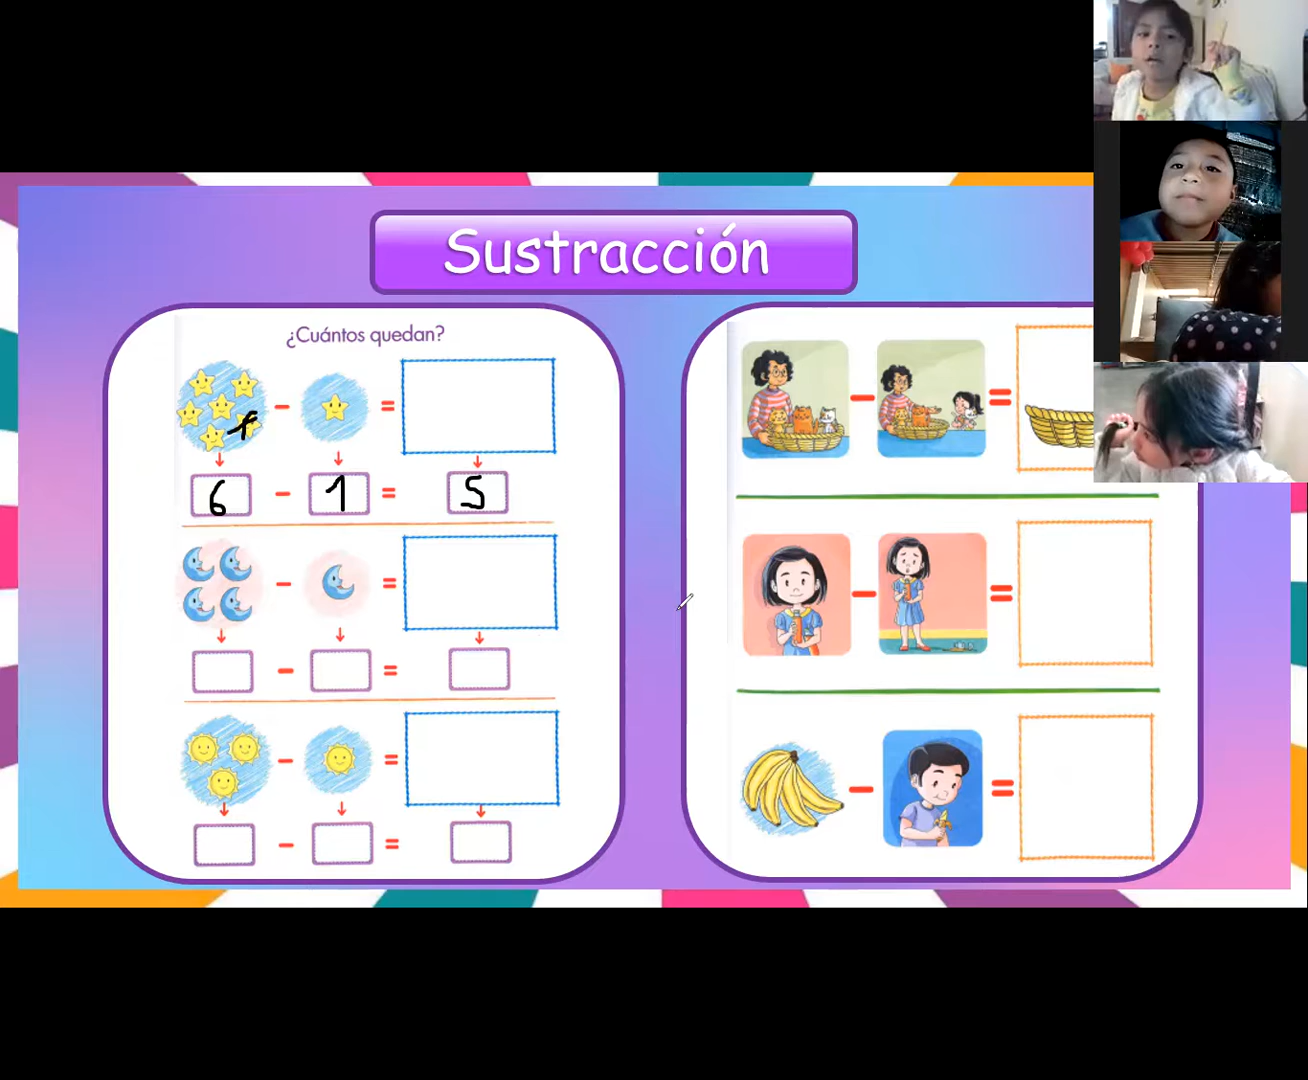 Sustracción
¿Cuántos quedan?
- =
6 - 1 = 5
- =
- =
- =
- =
- =
- =
- =